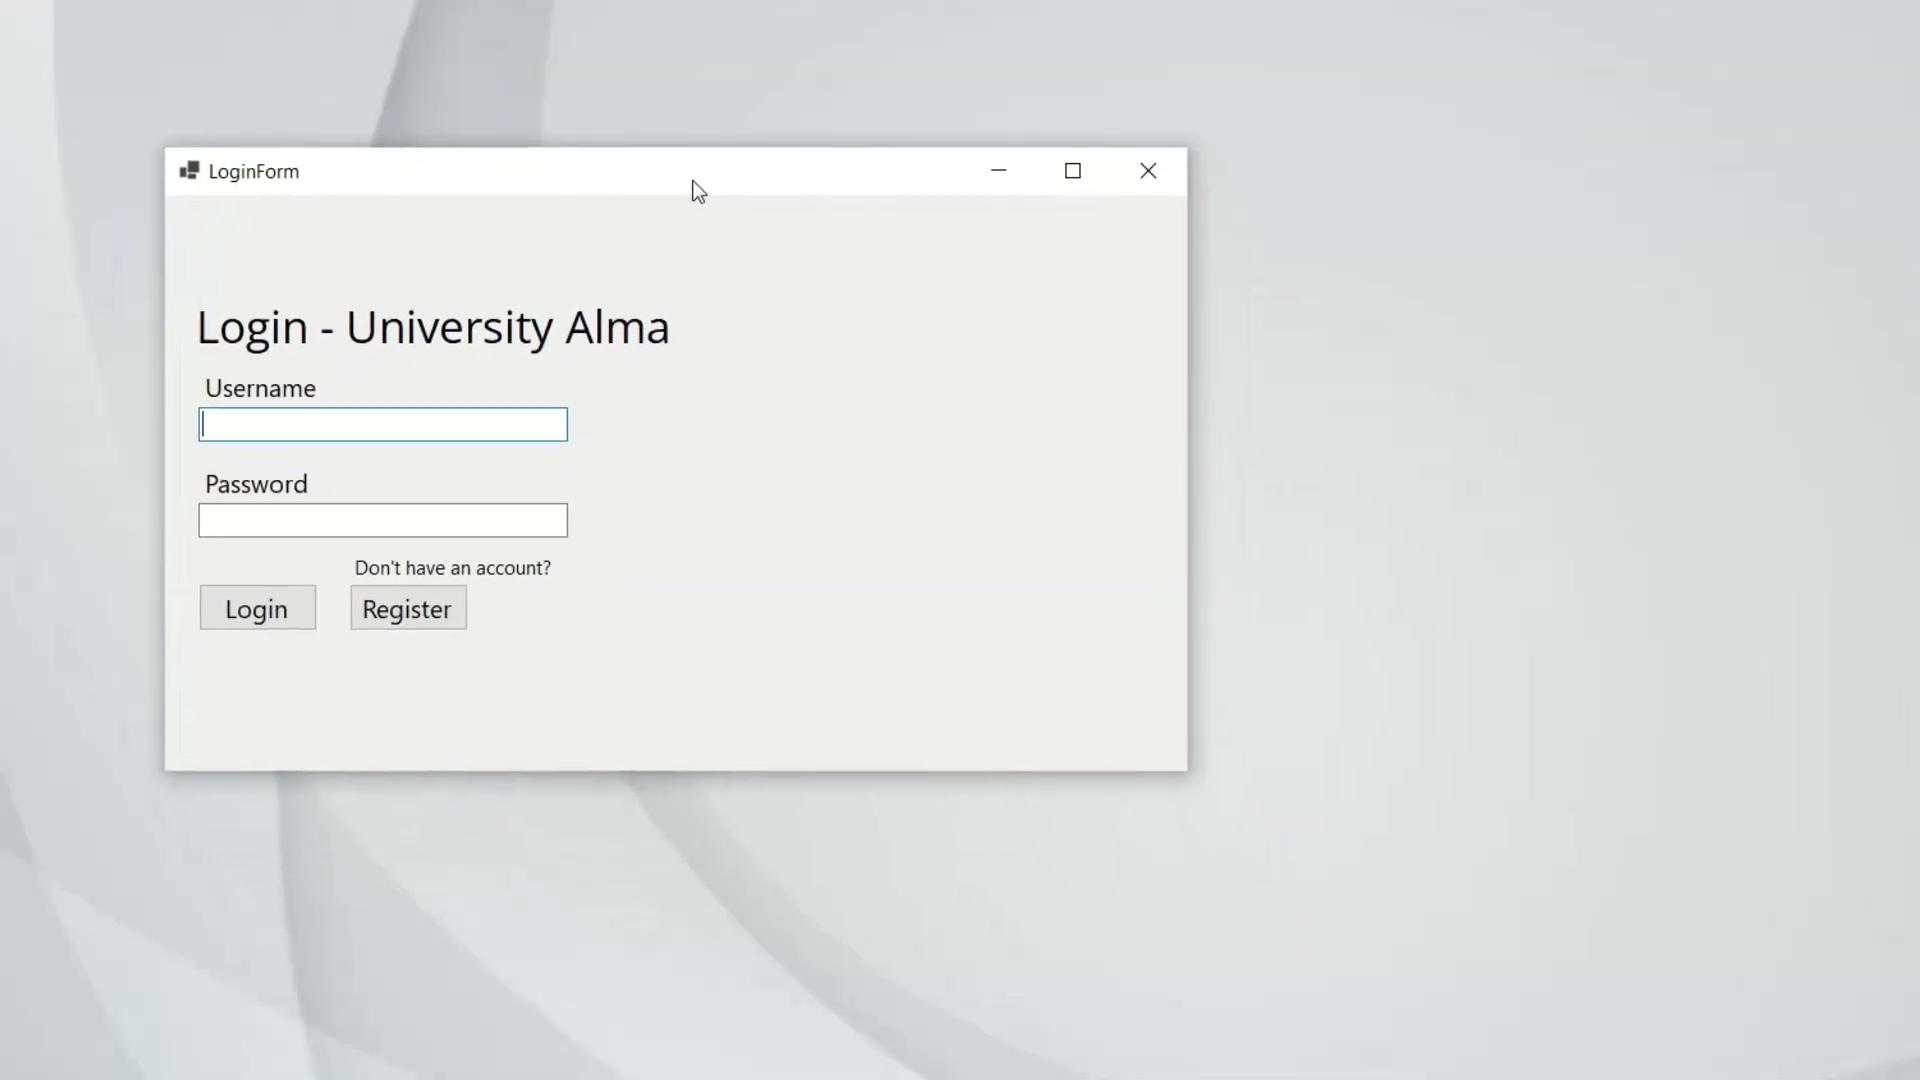 LoginForm
Login - University Alma
Username
Password
Don't have an account?
Login
Register